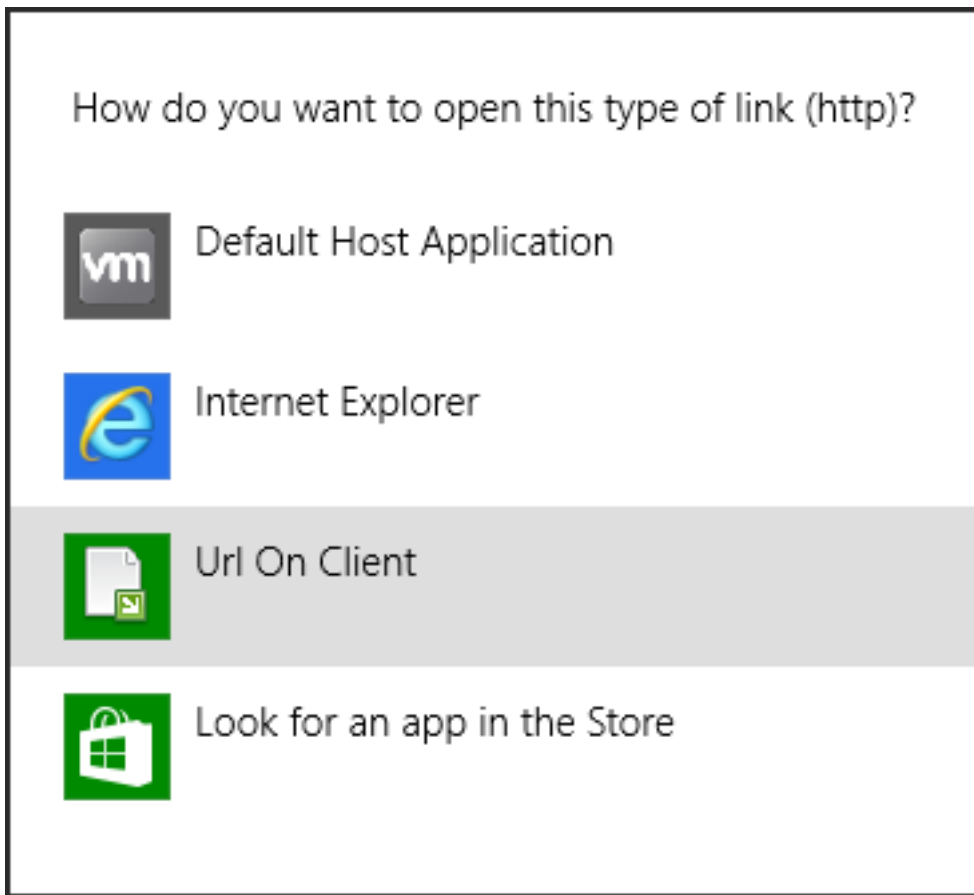 How do you want to open this type of link (http)?
vm
Default Host Application
Internet Explorer
Url On Client
Look for an app in the Store